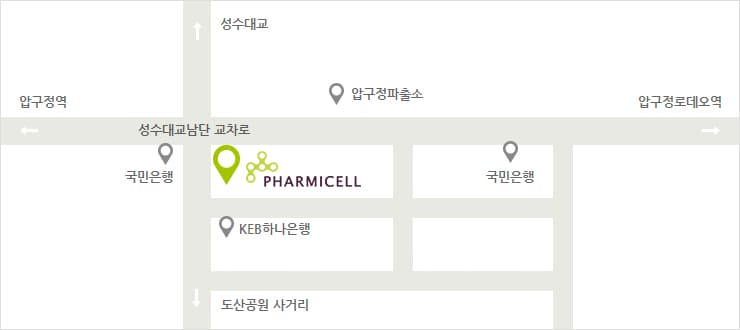 성수대교
압구정파출소
압구정역
압구정로데오역
성수대교남단 교차로
국민은행
PHARMICELL
국민은행
KEB하나은행
도산공원 사거리